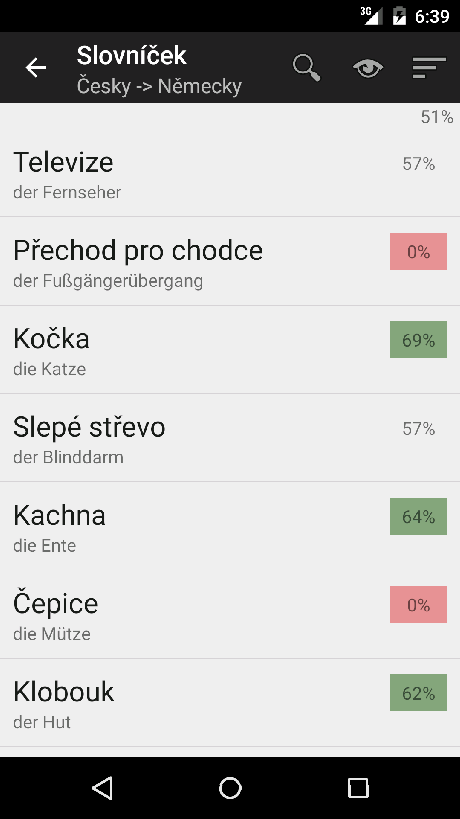 3G 6:39
Slovníček
Česky -> Německy
51%
Televize 57%
der Fernseher
Přechod pro chodce 0%
der Fußgängerübergang
Kočka 69%
die Katze
Slepé střevo 57%
der Blinddarm
Kachna 64%
die Ente
Čepice 0%
die Mütze
Klobouk 62%
der Hut